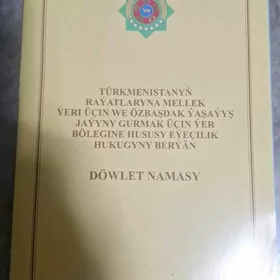 TÜRKMENISTANYŇ
RAÝATLARYNA MELLEK
ÝERI ÜÇIN WE ÖZBAŞDAK ÝAŞAÝYŞ
JAÝYNY GURMAK ÜÇIN ÝER
BÖLEGINE HUSUSY EÝEÇILIK
HUKUGYNY BERÝÄN
DÖWLET NAMASY